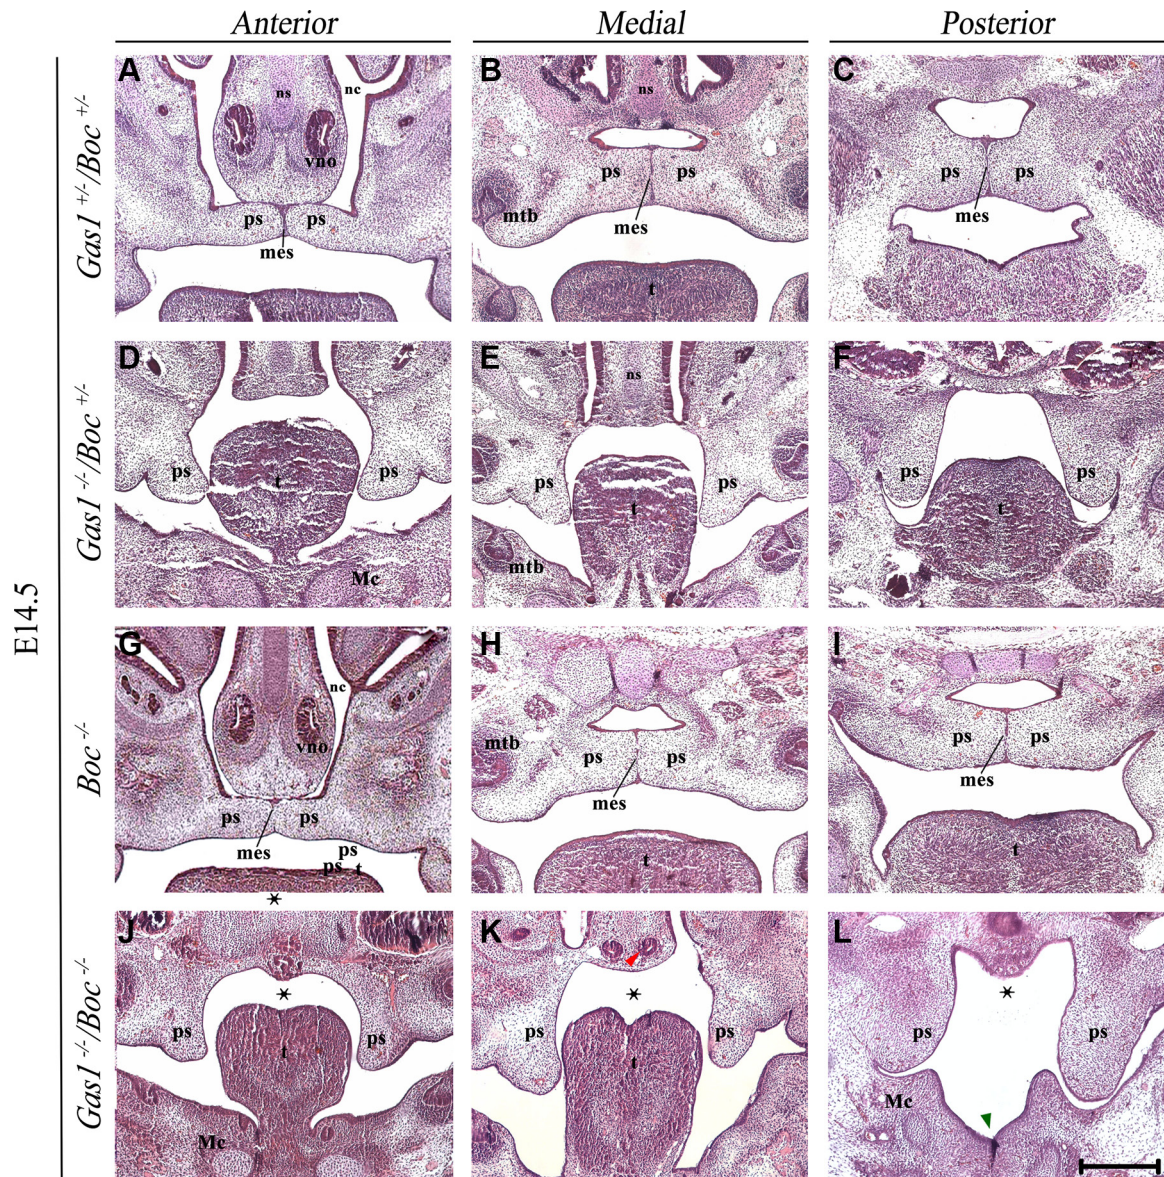 Anterior Medial Posterior
E14.5
Gas1 +/-/Boc +/-
A ns nc vno ps ps mes
B ns ps ps mtb mes t
C ps ps mes
Gas1 -/-/Boc +/-
D ps t ps Mc
E ns ps ps t mtb
F ps ps t
Boc -/-
G nc vno ps ps mes ps ps t
H mtb ps ps mes t
I ps ps mes t
Gas1 -/-/Boc -/-
J ps t ps Mc
K ps ps t
L ps ps Mc